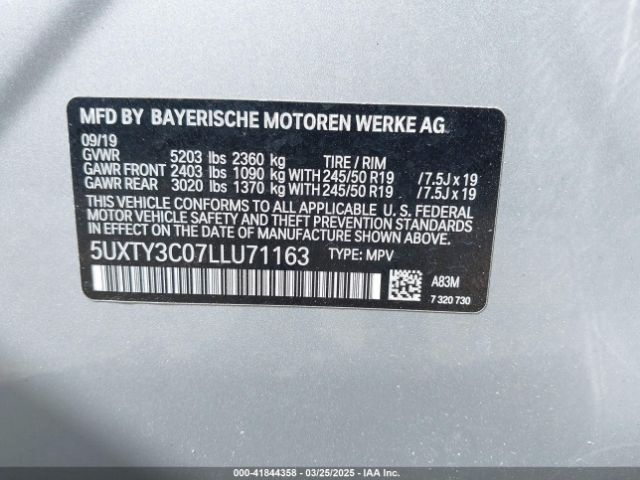 MFD BY BAYERISCHE MOTOREN WERKE AG
09/19
GVWR 5203 lbs 2360 kg TIRE / RIM
GAWR FRONT 2403 lbs 1090 kg WITH 245/50 R19 / 7.5J x 19
GAWR REAR 3020 lbs 1370 kg WITH 245/50 R19 / 7.5J x 19
THIS VEHICLE CONFORMS TO ALL APPLICABLE U. S. FEDERAL
MOTOR VEHICLE SAFETY AND THEFT PREVENTION STANDARDS
IN EFFECT ON THE DATE OF MANUFACTURE SHOWN ABOVE.
5UXTY3C07LLU71163 TYPE: MPV
A83M
7 320 730
000-41844358 - 03/25/2025 - IAA Inc.